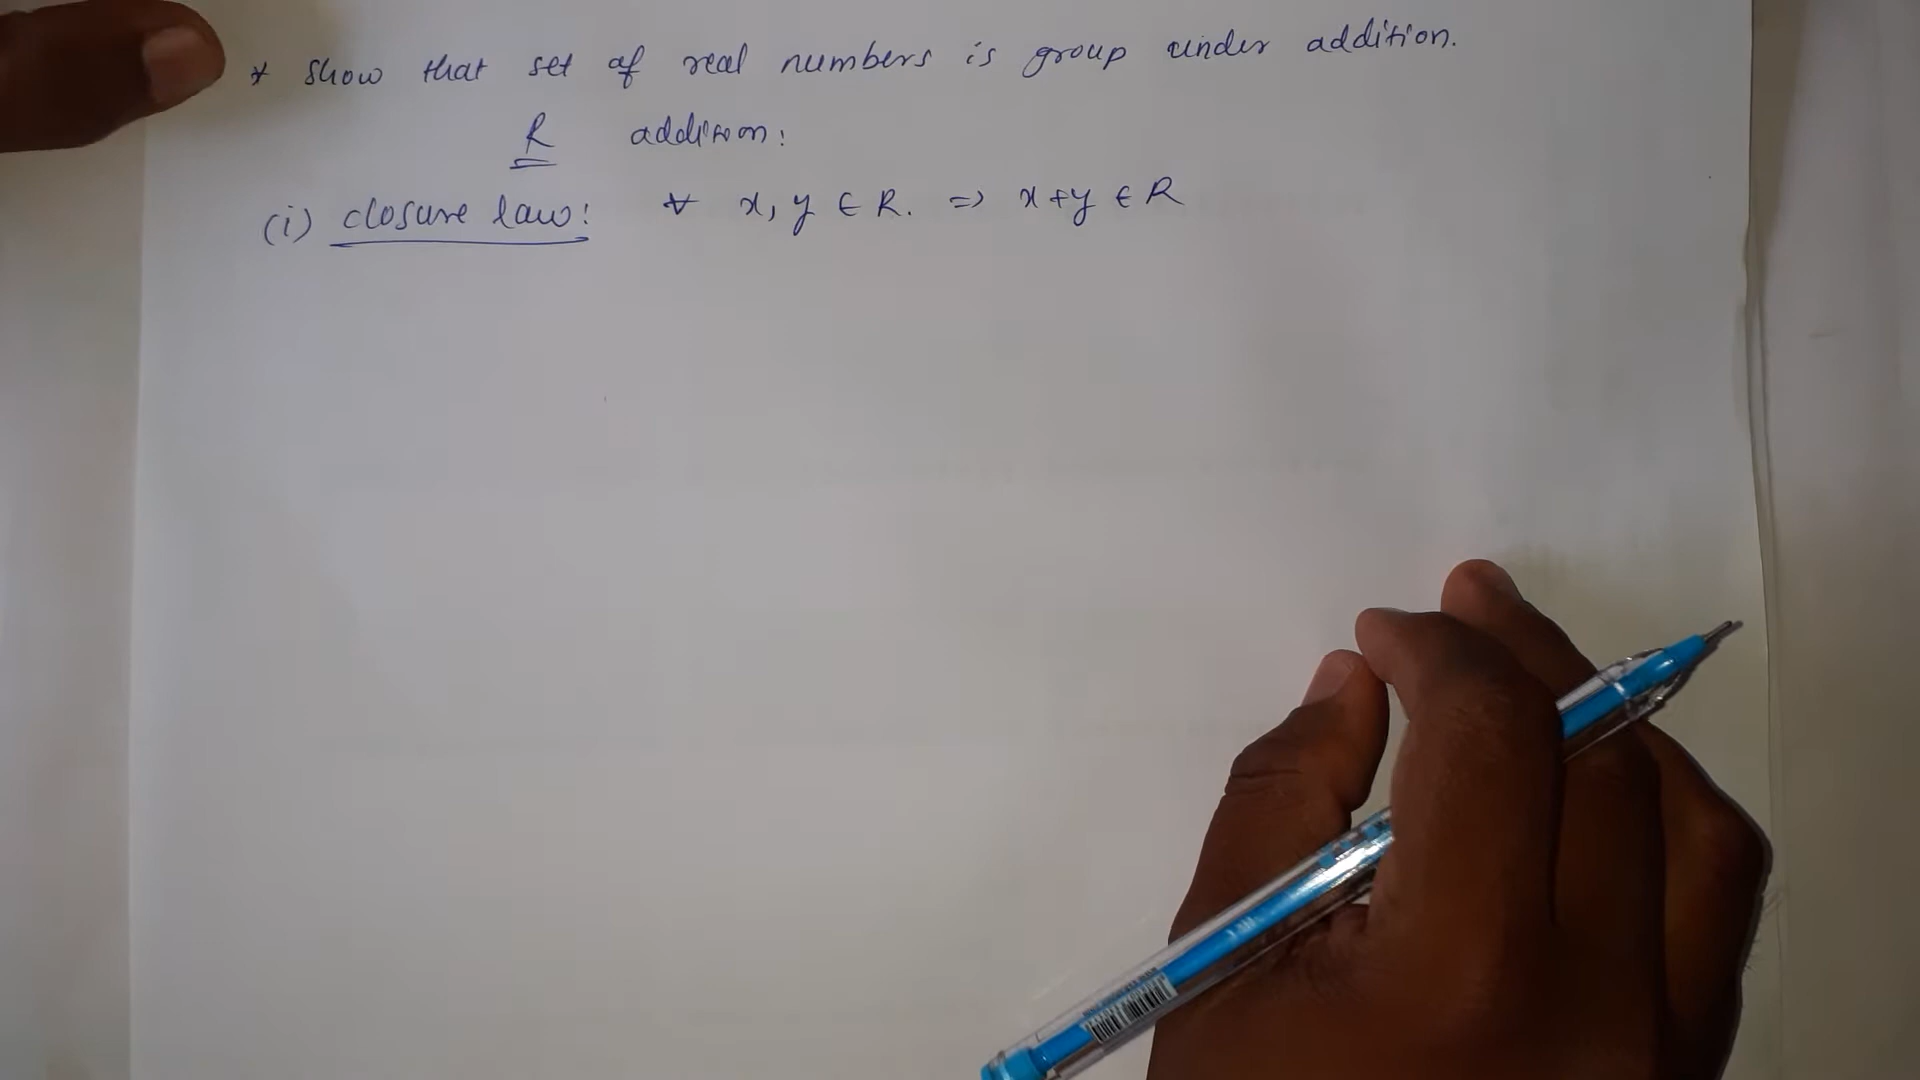 * show that set of real numbers is group under addition.
R addition:
(i) closure law: ∀ x, y ∈ R. => x+y ∈ R